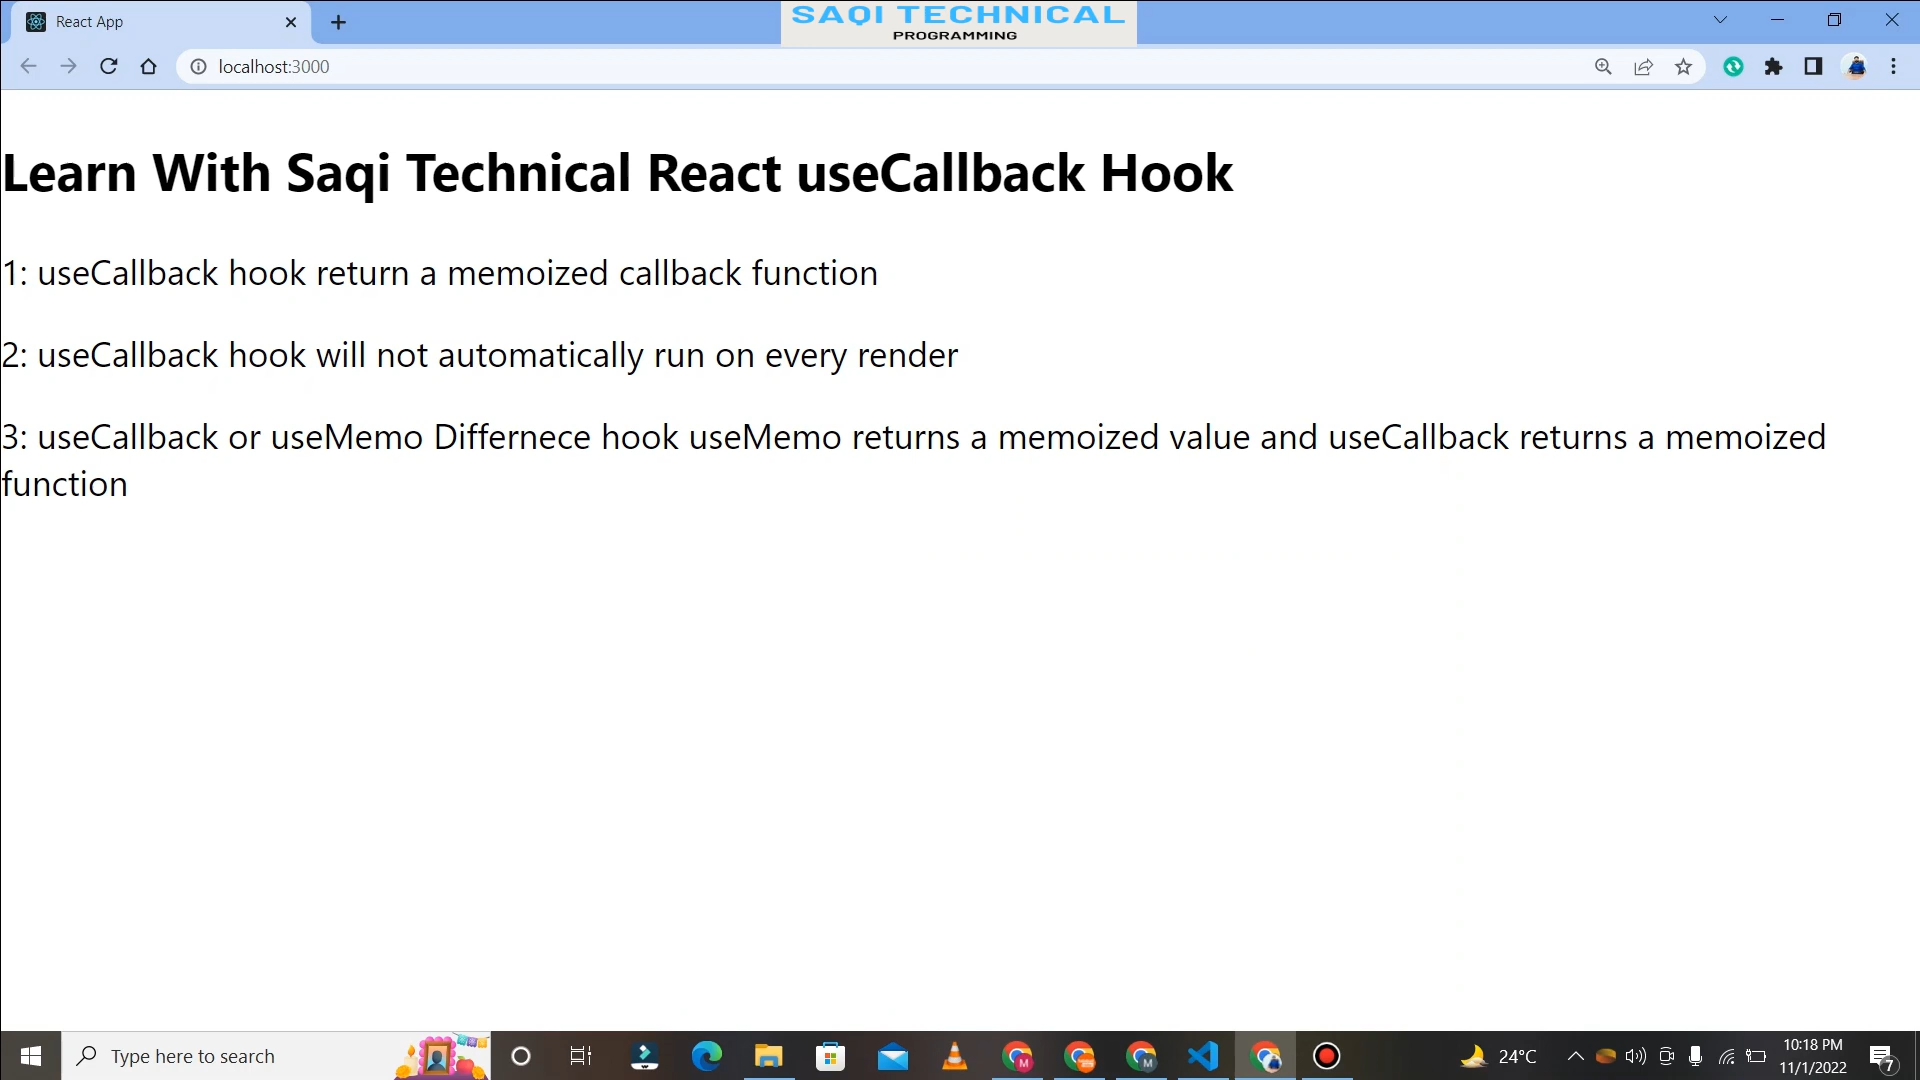 React App
SAQI TECHNICAL
PROGRAMMING
localhost:3000
Learn With Saqi Technical React useCallback Hook
1: useCallback hook return a memoized callback function
2: useCallback hook will not automatically run on every render
3: useCallback or useMemo Differnece hook useMemo returns a memoized value and useCallback returns a memoized
function
Type here to search
24°C
10:18 PM
11/1/2022
7